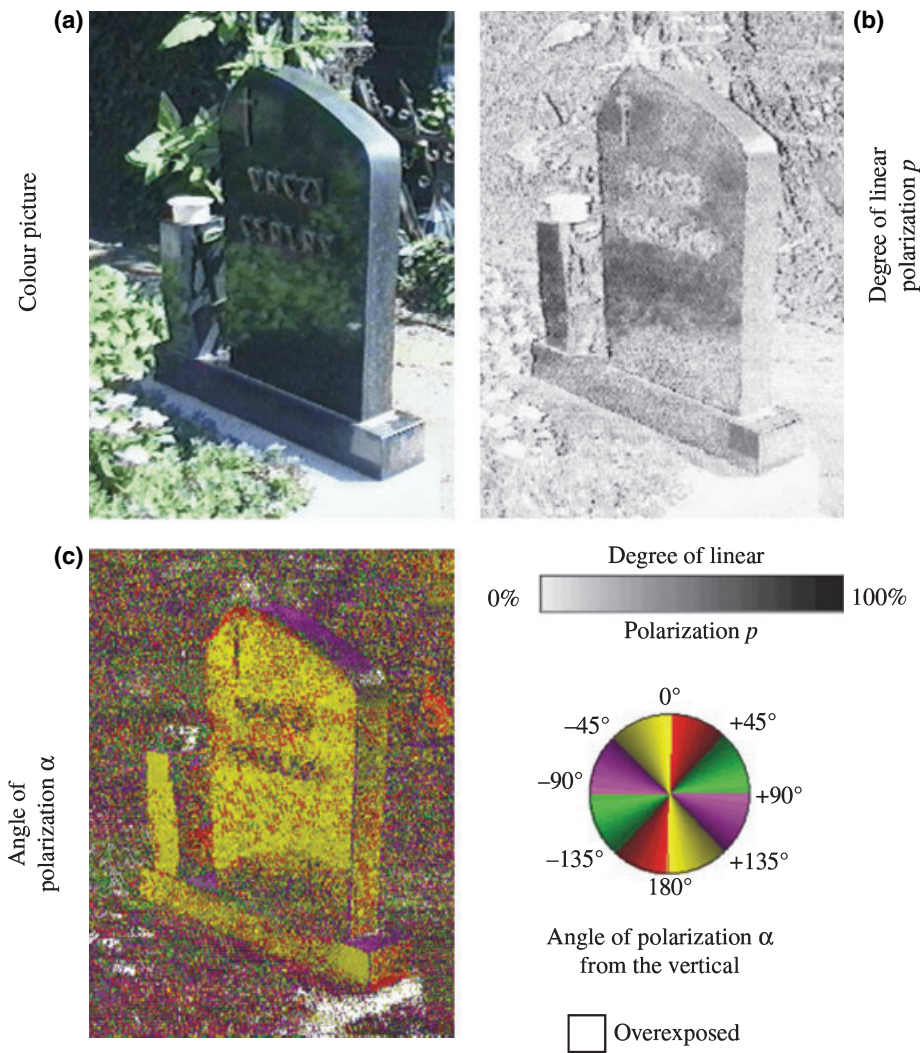 (a)
Colour picture
(b)
Degree of linear
polarization p
(c)
Angle of
polarization α
Degree of linear
0%
100%
Polarization p
0°
–45°
+45°
–90°
+90°
–135°
+135°
180°
Angle of polarization α
from the vertical
Overexposed